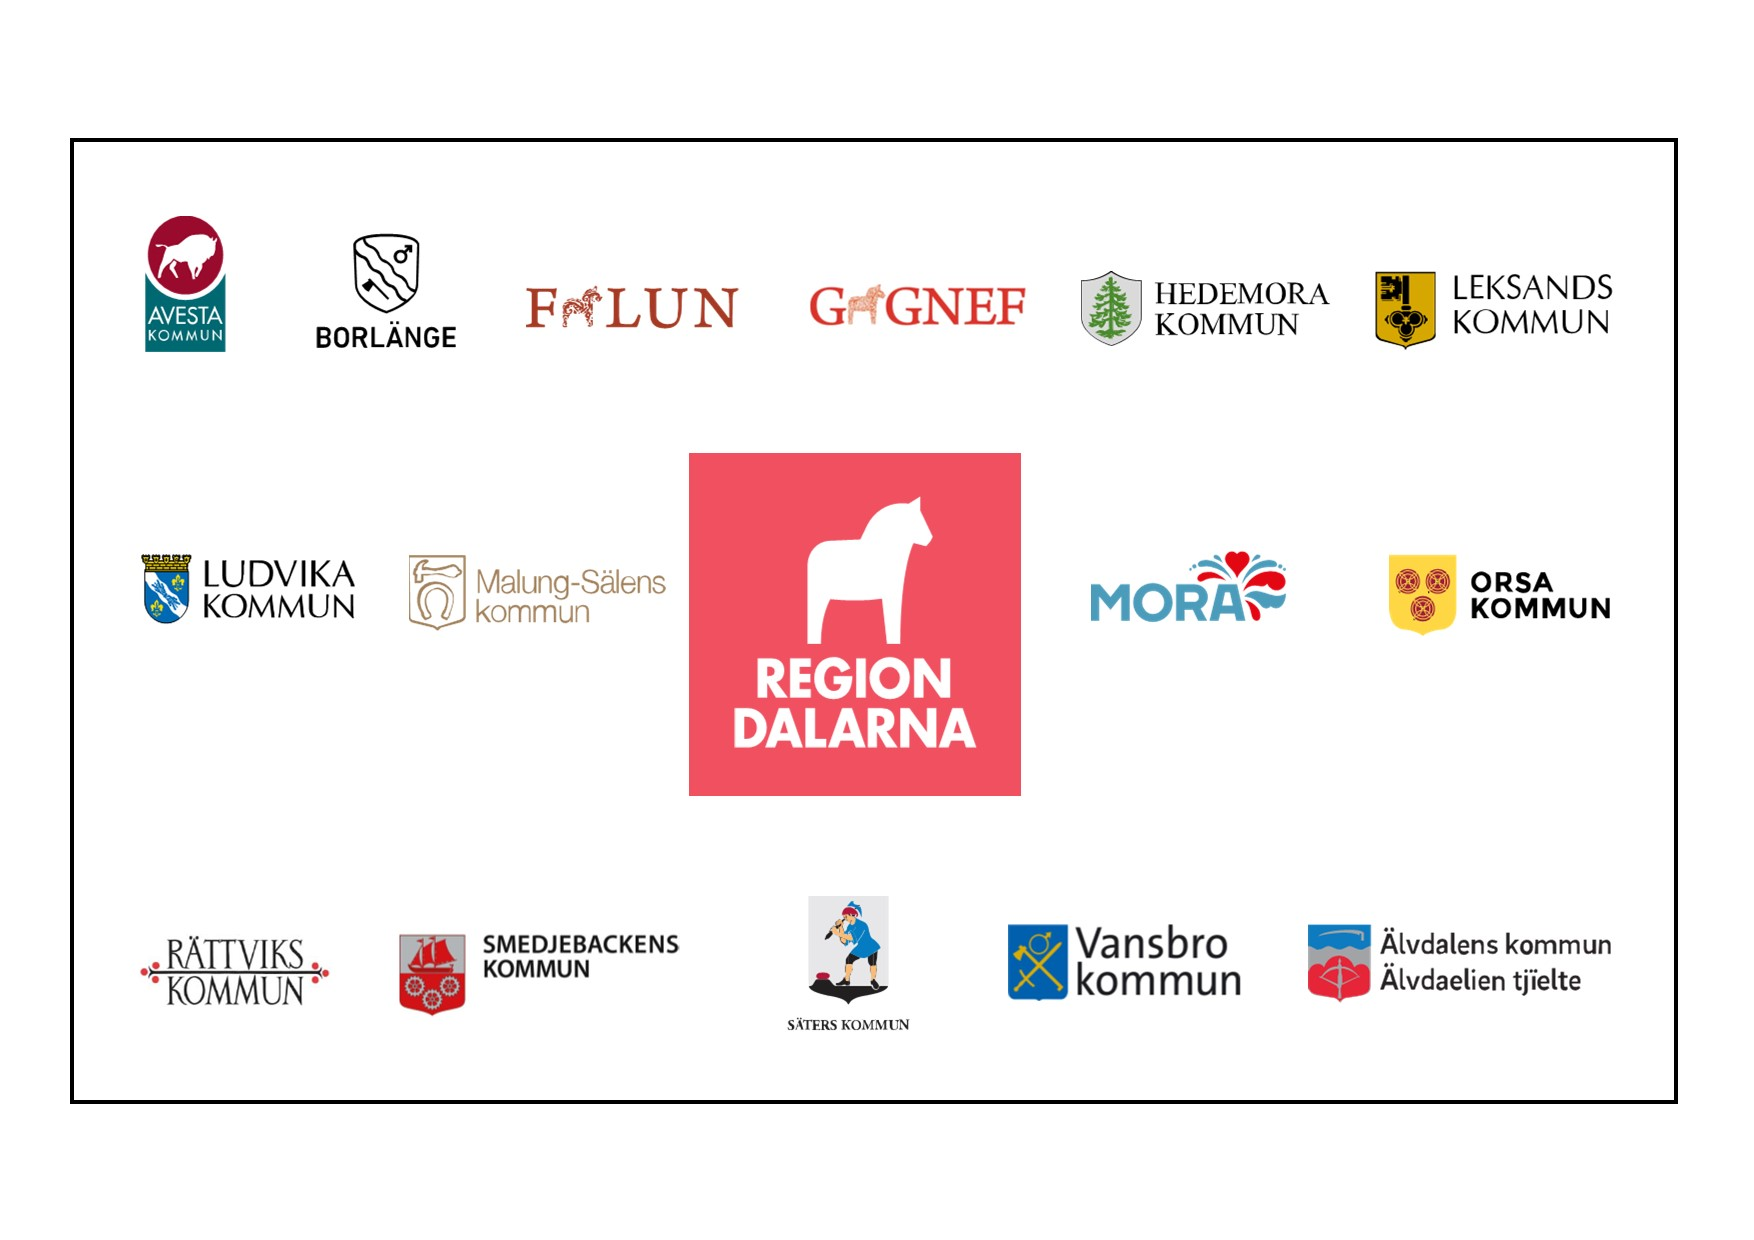 AVESTA
KOMMUN
BORLÄNGE
FALUN
GAGNEF
HEDEMORA
KOMMUN
LEKSANDS
KOMMUN
LUDVIKA
KOMMUN
Malung-Sälens
kommun
REGION
DALARNA
MORA
ORSA
KOMMUN
RÄTTVIKS
KOMMUN
SMEDJEBACKENS
KOMMUN
SÄTERS KOMMUN
Vansbro
kommun
Älvdalens kommun
Älvdaelien tjïelte